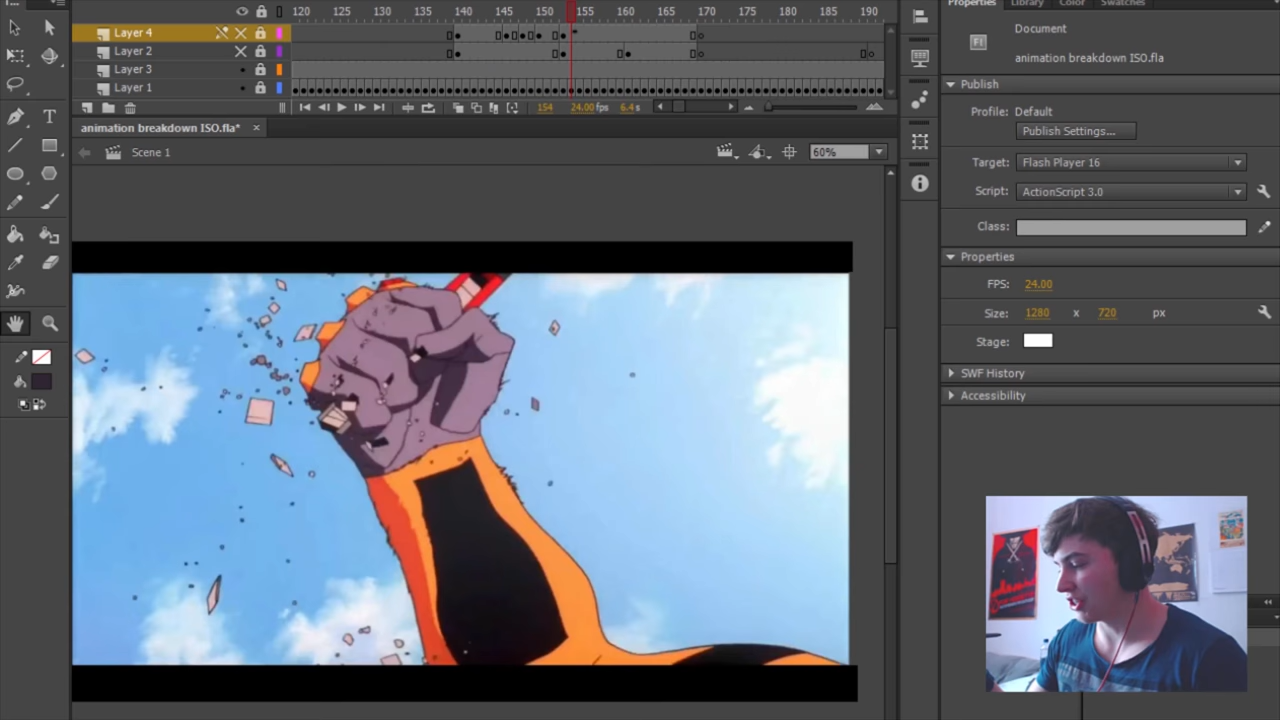 120 125 130 135 140 145 150 155 160 165 170 175 180 185 190
Properties Library Color Swatches
Layer 4
Layer 2
Layer 3
Layer 1
154 24.00 fps 6.4 s
animation breakdown ISO.fla* ×
Scene 1
60%
T
Fl
Document
animation breakdown ISO.fla
Publish
Profile: Default
Publish Settings...
Target: Flash Player 16
Script: ActionScript 3.0
Class:
Properties
FPS: 24.00
Size: 1280 x 720 px
Stage:
SWF History
Accessibility